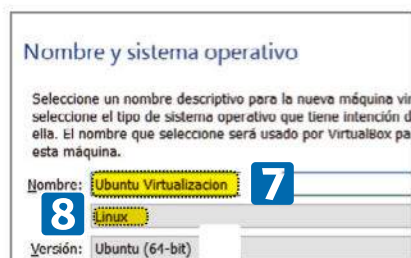 Nombre y sistema operativo
Seleccione un nombre descriptivo para la nueva máquina
seleccione el tipo de sistema operativo que tiene intención
ella. El nombre que seleccione será usado por VirtualBox
esta máquina.
Nombre: Ubuntu Virtualizacion 7
8 Linux
Versión: Ubuntu (64-bit)